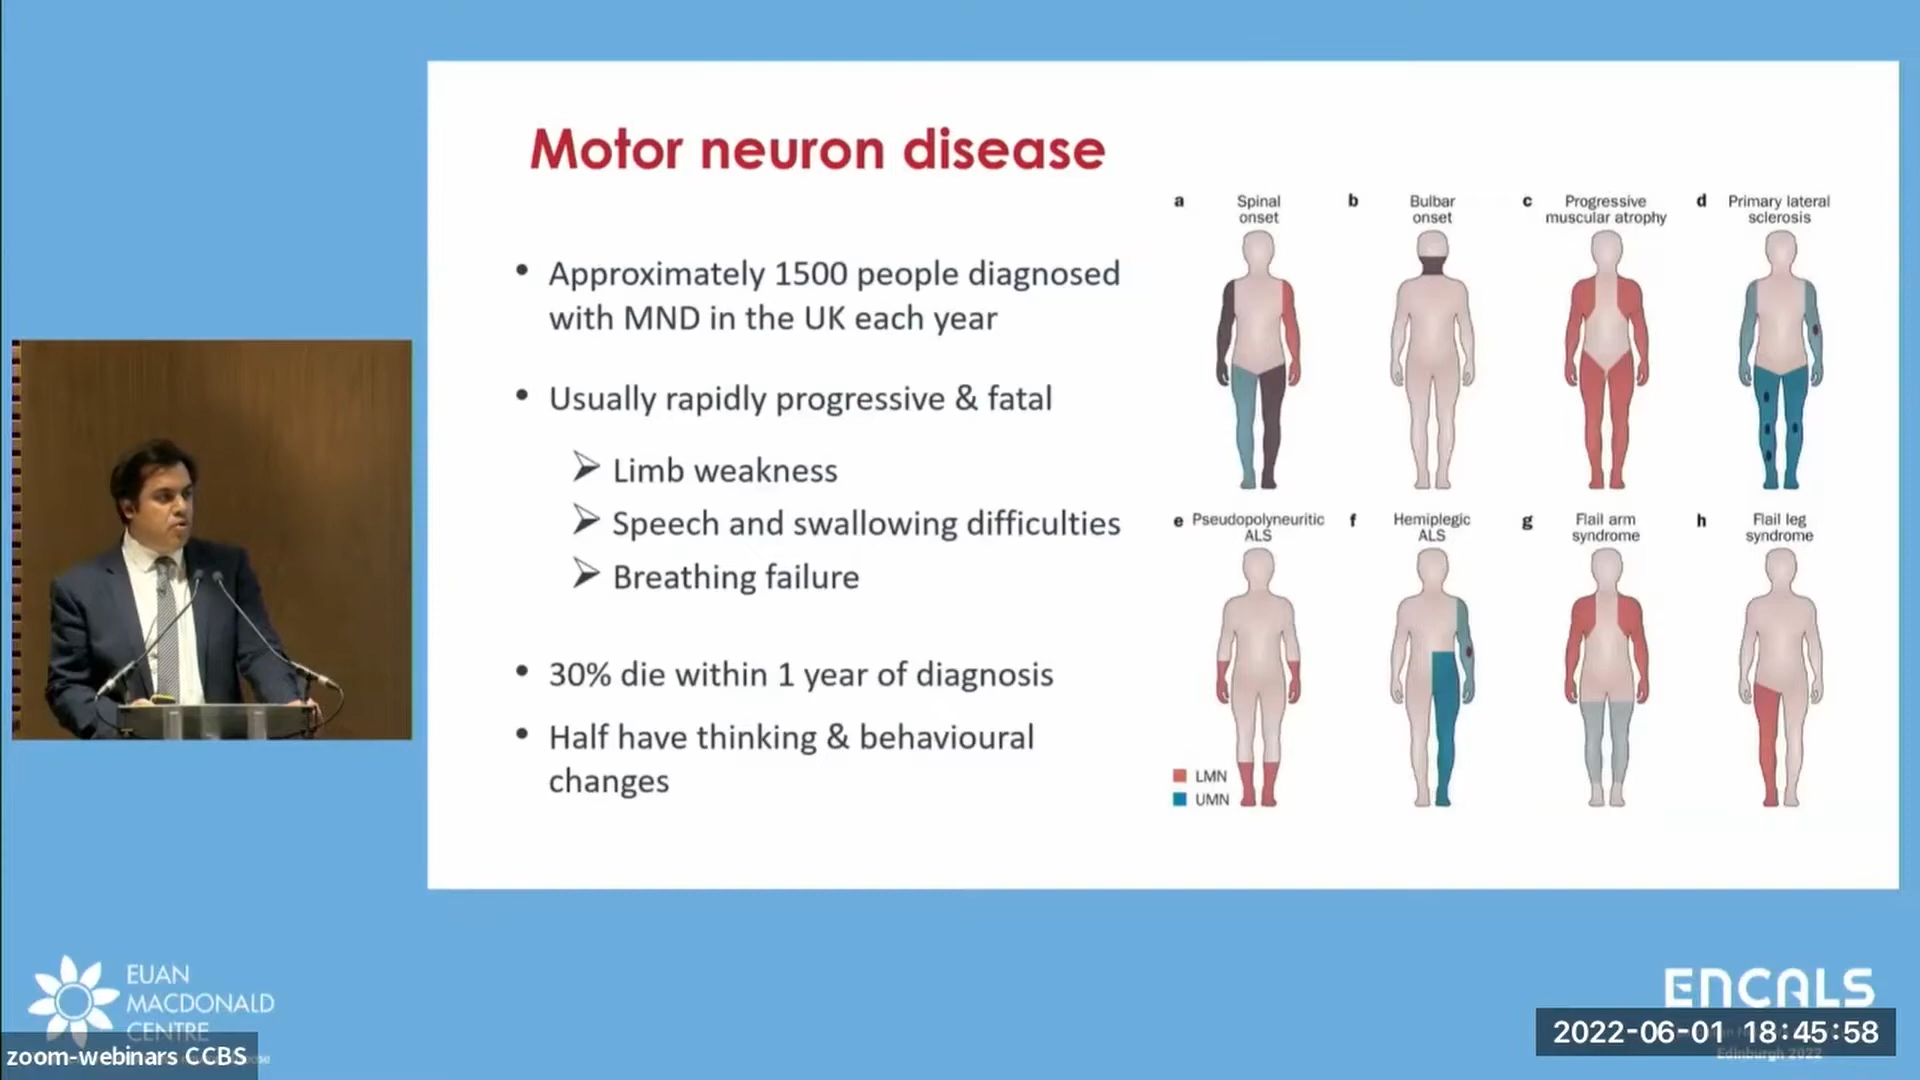 Motor neuron disease
• Approximately 1500 people diagnosed
with MND in the UK each year
• Usually rapidly progressive & fatal
➢ Limb weakness
➢ Speech and swallowing difficulties
➢ Breathing failure
• 30% die within 1 year of diagnosis
• Half have thinking & behavioural
changes
a Spinal
onset
b Bulbar
onset
c Progressive
muscular atrophy
d Primary lateral
sclerosis
e Pseudopolyneuritic
ALS
f Hemiplegic
ALS
g Flail arm
syndrome
h Flail leg
syndrome
LMN
UMN
EUAN
MACDONALD
CENTRE
zoom-webinars CCBS
ENCALS
2022-06-01 18:45:58
Edinburgh 2022